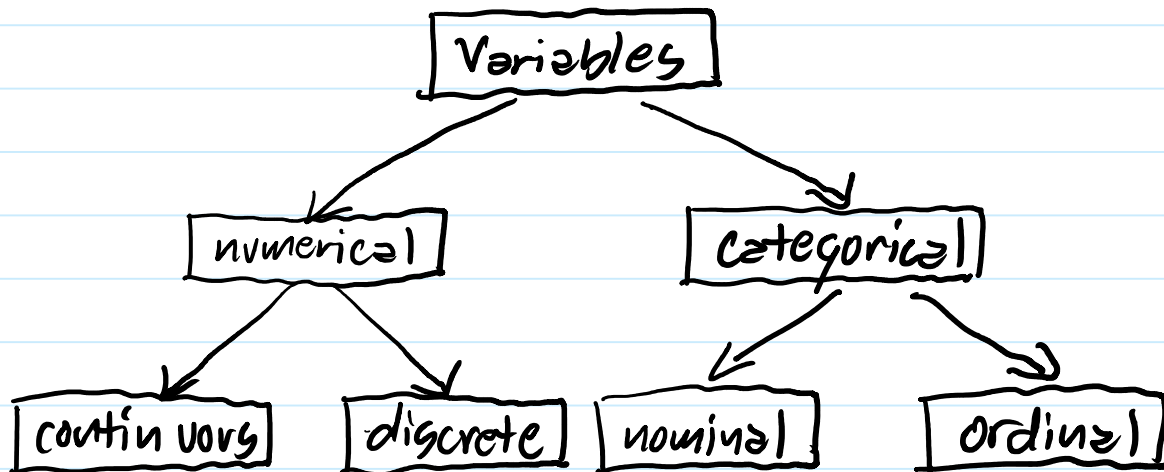 Variables
numerical
categorical
continuous
discrete
nominal
ordinal